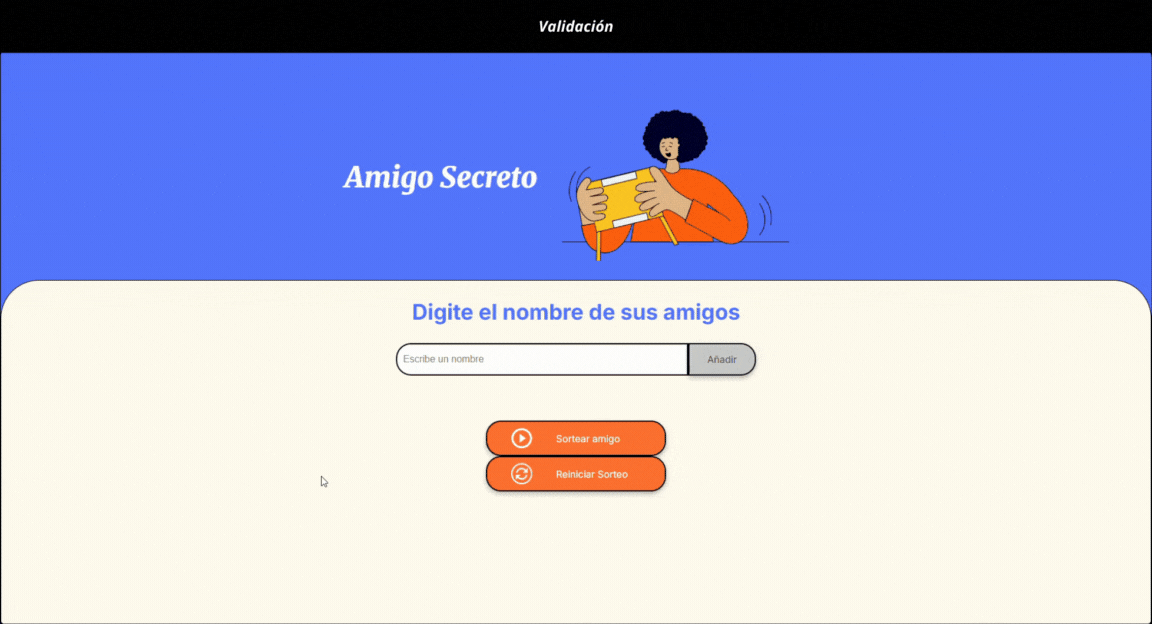 Validación
Amigo Secreto
Digite el nombre de sus amigos
Escribe un nombre
Añadir
Sortear amigo
Reiniciar Sorteo